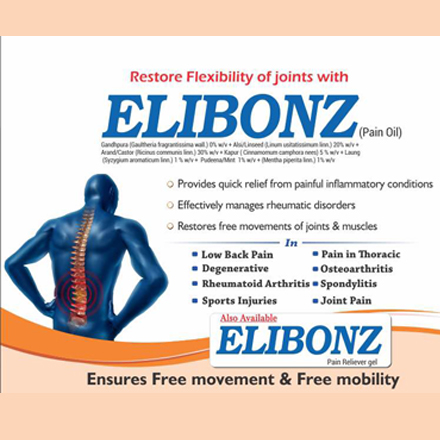 Restore Flexibility of joints with
ELIBONZ (Pain Oil)
Gandhpura (Gaultheria fragrantissima wall.) 0% w/v + Alsi/Linseed (Linum usitatissimum linn.) 20% w/v +
Arand/Castor (Ricinus communis linn.) 30% w/v + Kapur ( Cinnamomum camphora nees) 5 % w/v + Laung
(Syzygium aromaticum linn.) 1 % w/v + Pudeena/Mint 1% w/v + (Mentha piperita linn.) 1% w/v
• Provides quick relief from painful inflammatory conditions
• Effectively manages rheumatic disorders
• Restores free movements of joints & muscles
In
Low Back Pain
Degenerative
Rheumatoid Arthritis
Sports Injuries
Pain in Thoracic
Osteoarthritis
Spondylitis
Joint Pain
Also Available
ELIBONZ
Pain Reliever gel
Ensures Free movement & Free mobility